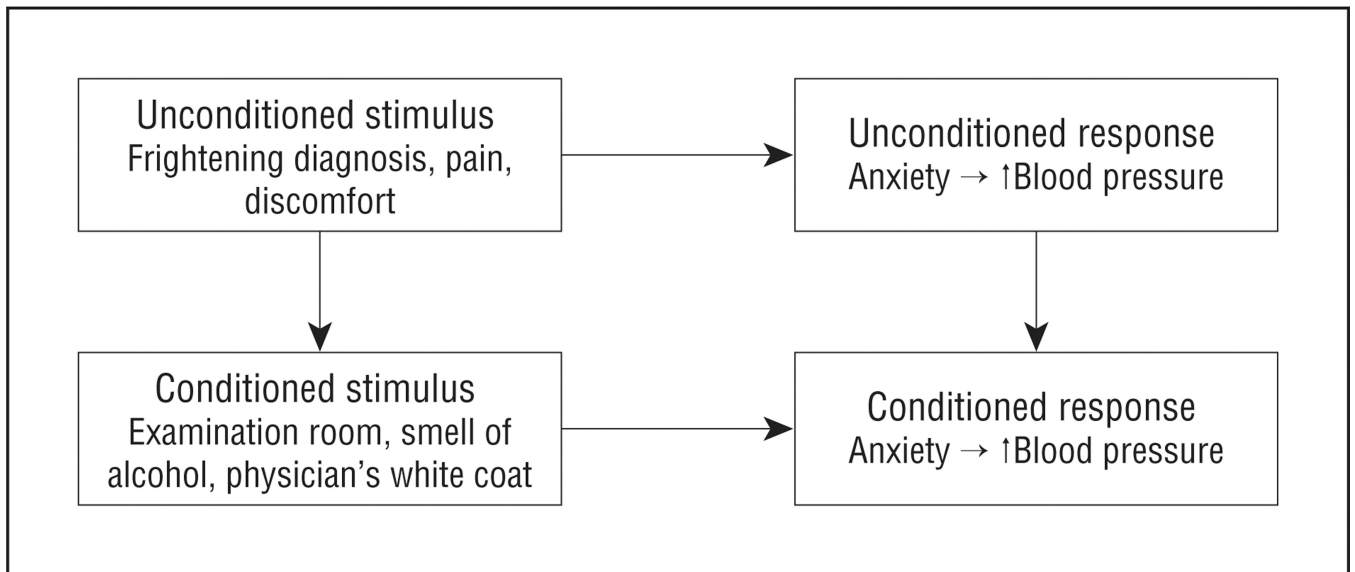 Unconditioned stimulus
Frightening diagnosis, pain,
discomfort
Unconditioned response
Anxiety → ↑Blood pressure
Conditioned stimulus
Examination room, smell of
alcohol, physician's white coat
Conditioned response
Anxiety → ↑Blood pressure